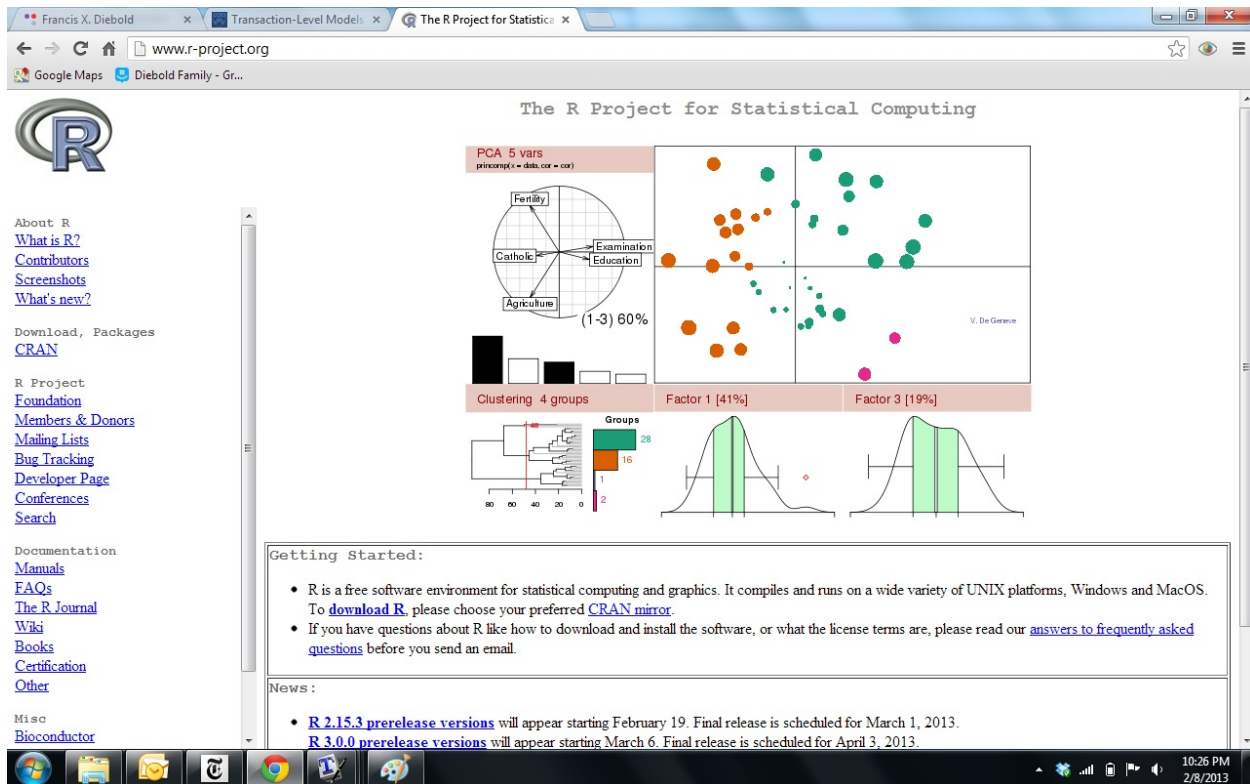 Francis X. Diebold
Transaction-Level Models
The R Project for Statistica
www.r-project.org
Google Maps
Diebold Family - Gr...
R
The R Project for Statistical Computing
About R
What is R?
Contributors
Screenshots
What's new?
Download, Packages
CRAN
R Project
Foundation
Members & Donors
Mailing Lists
Bug Tracking
Developer Page
Conferences
Search
Documentation
Manuals
FAQs
The R Journal
Wiki
Books
Certification
Other
Misc
Bioconductor
PCA 5 vars
princomp(x = data, cor = cor)
Fertility
Examination
Catholic
Education
Agriculture
(1-3) 60%
V. De Geneve
Clustering 4 groups
Factor 1 [41%]
Factor 3 [19%]
Groups
48
28
16
1
2
80 60 40 20 0
Getting Started:
• R is a free software environment for statistical computing and graphics. It compiles and runs on a wide variety of UNIX platforms, Windows and MacOS.
To download R, please choose your preferred CRAN mirror.
• If you have questions about R like how to download and install the software, or what the license terms are, please read our answers to frequently asked
questions before you send an email.
News:
• R 2.15.3 prerelease versions will appear starting February 19. Final release is scheduled for March 1, 2013.
R 3.0.0 prerelease versions will appear starting March 6. Final release is scheduled for April 3, 2013.
10:26 PM
2/8/2013